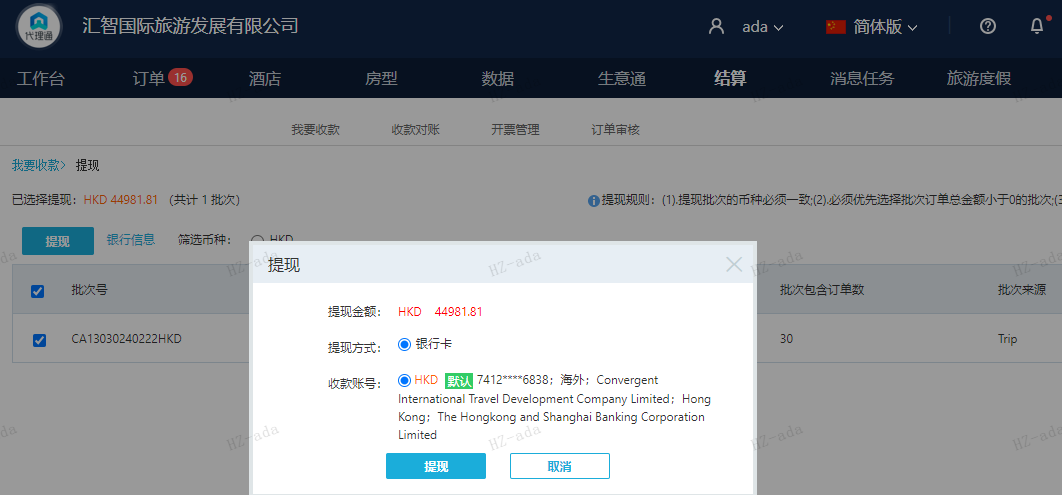 代理通
汇智国际旅游发展有限公司
ada
简体版
工作台
订单 16
酒店
房型
数据
生意通
结算
消息任务
旅游度假
我要收款
收款对账
开票管理
订单审核
我要收款> 提现
已选择提现：HKD 44981.81 （共计 1 批次）
提现规则：(1).提现批次的币种必须一致;(2).必须优先选择批次订单总金额小于0的批次;(3
提现
银行信息
筛选币种：
HKD
批次号
批次包含订单数
批次来源
CA13030240222HKD
30
Trip
提现
提现金额： HKD 44981.81
提现方式： 银行卡
收款账号： HKD 默认 7412****6838；海外；Convergent
International Travel Development Company Limited；Hong
Kong；The Hongkong and Shanghai Banking Corporation
Limited
提现
取消
HZ-ada
HZ-ada
HZ-ada
HZ-ada
HZ-ada